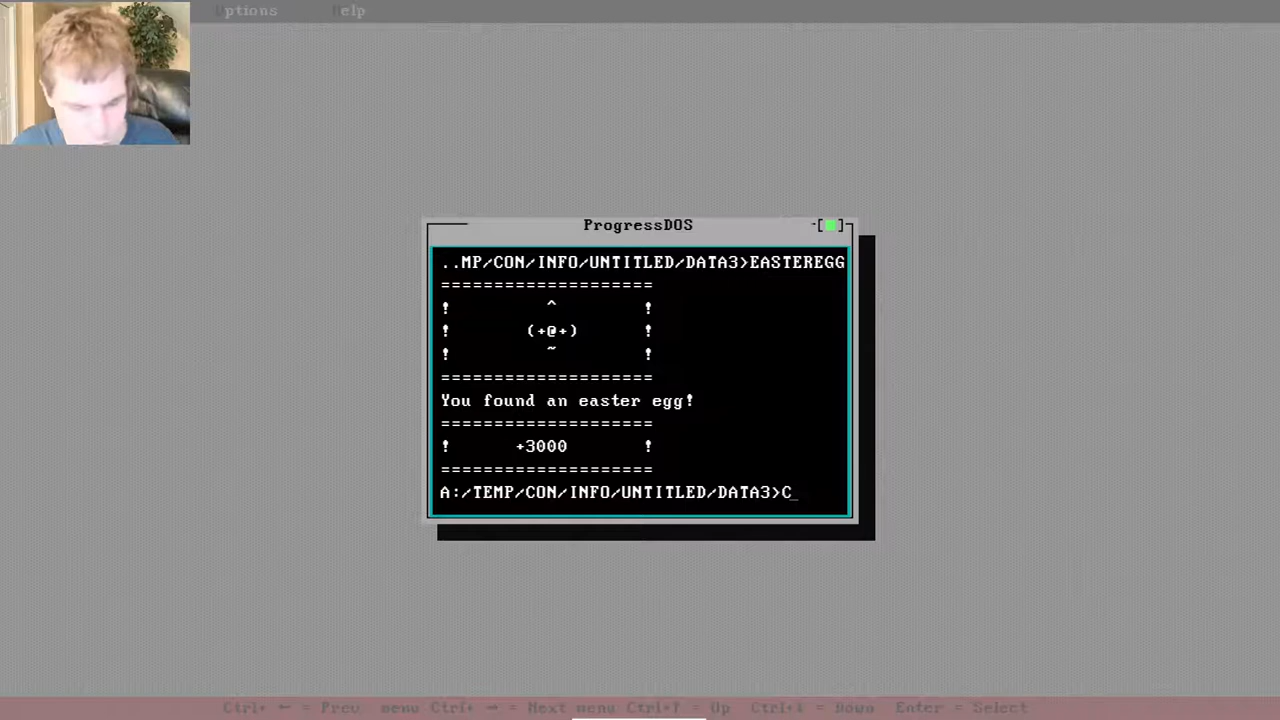 Options Help
ProgressDOS
..MP/CON/INFO/UNTITLED/DATA3>EASTEREGG
===================
! ^ !
! (+@+) !
! ~ !
===================
You found an easter egg!
===================
! +3000 !
===================
A:/TEMP/CON/INFO/UNTITLED/DATA3>C_
Ctrl+ ← = Prev menu Ctrl+ → = Next menu Ctrl+↑ = Up Ctrl+↓ = Down Enter = Select